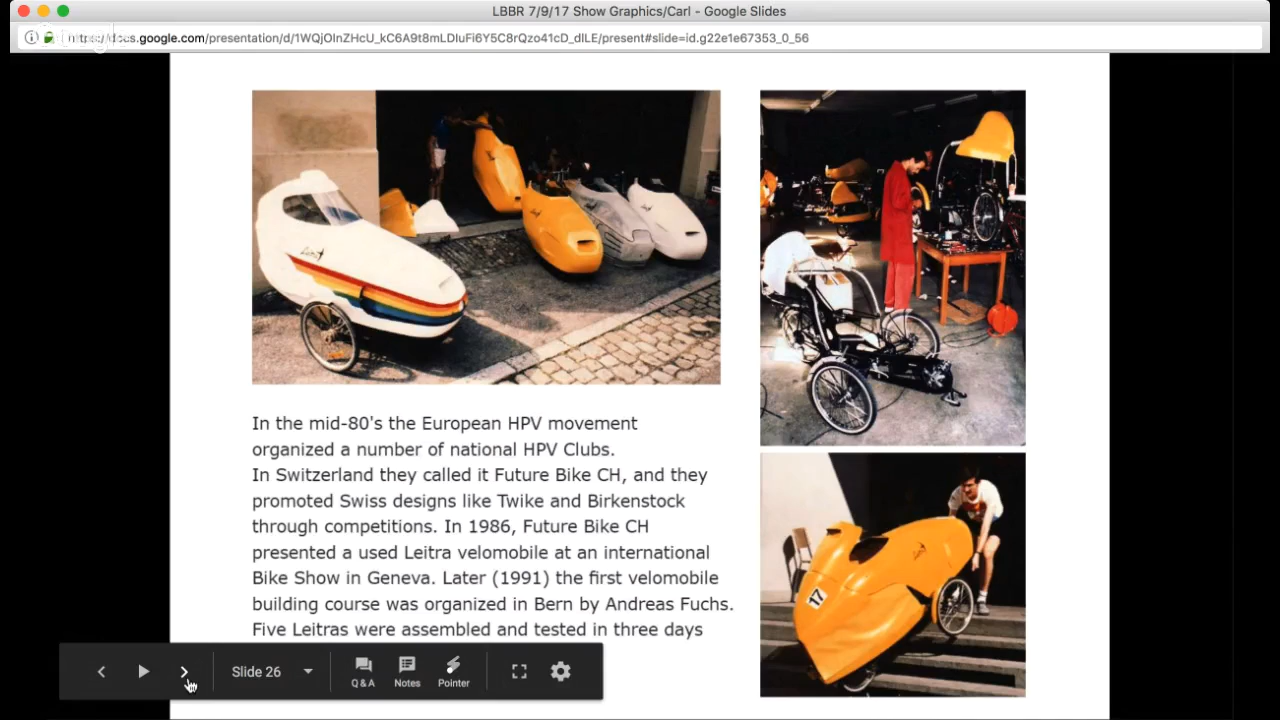 LBBR 7/9/17 Show Graphics/Carl - Google Slides
https://docs.google.com/presentation/d/1WQjOlnZHcU_kC6A9t8mLDluFi6Y5C8rQzo41cD_dILE/present#slide=id.g22e1e67353_0_56
In the mid-80's the European HPV movement
organized a number of national HPV Clubs.
In Switzerland they called it Future Bike CH, and they
promoted Swiss designs like Twike and Birkenstock
through competitions. In 1986, Future Bike CH
presented a used Leitra velomobile at an international
Bike Show in Geneva. Later (1991) the first velomobile
building course was organized in Bern by Andreas Fuchs.
Five Leitras were assembled and tested in three days
17
Slide 26
Q & A
Notes
Pointer